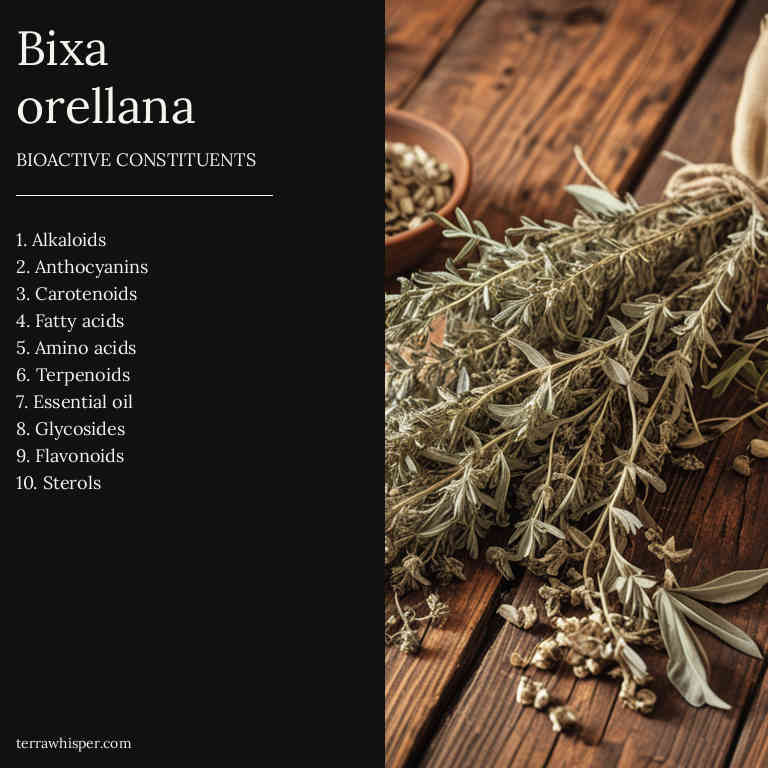 Bixa
orellana
BIOACTIVE CONSTITUENTS
1. Alkaloids
2. Anthocyanins
3. Carotenoids
4. Fatty acids
5. Amino acids
6. Terpenoids
7. Essential oil
8. Glycosides
9. Flavonoids
10. Sterols
terrawhisper.com